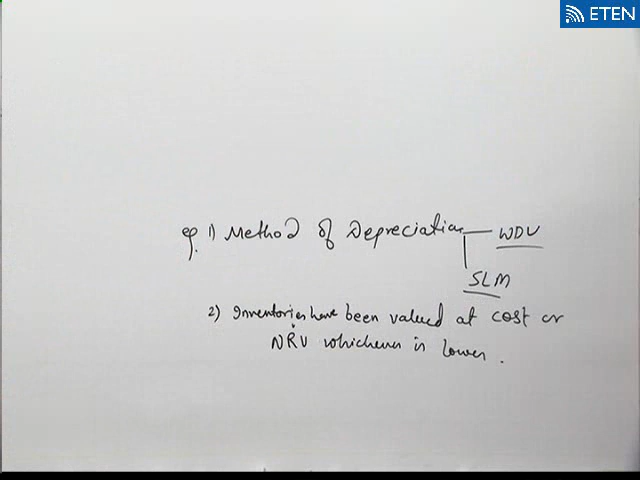 ETEN
eg. 1) Method of Depreciation — WDV
SLM
2) Inventories have been valued at cost or
NRV whichever is lower.